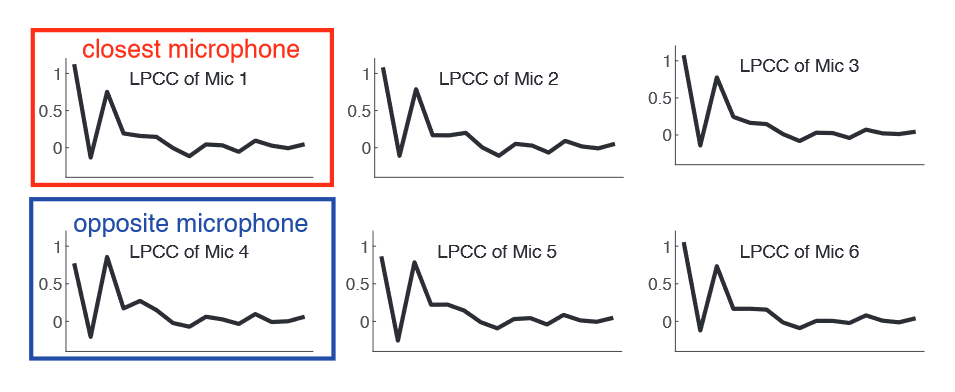 closest microphone
LPCC of Mic 1
1
0.5
0
LPCC of Mic 2
1
0.5
0
LPCC of Mic 3
1
0.5
0
opposite microphone
LPCC of Mic 4
1
0.5
0
LPCC of Mic 5
1
0.5
0
LPCC of Mic 6
1
0.5
0